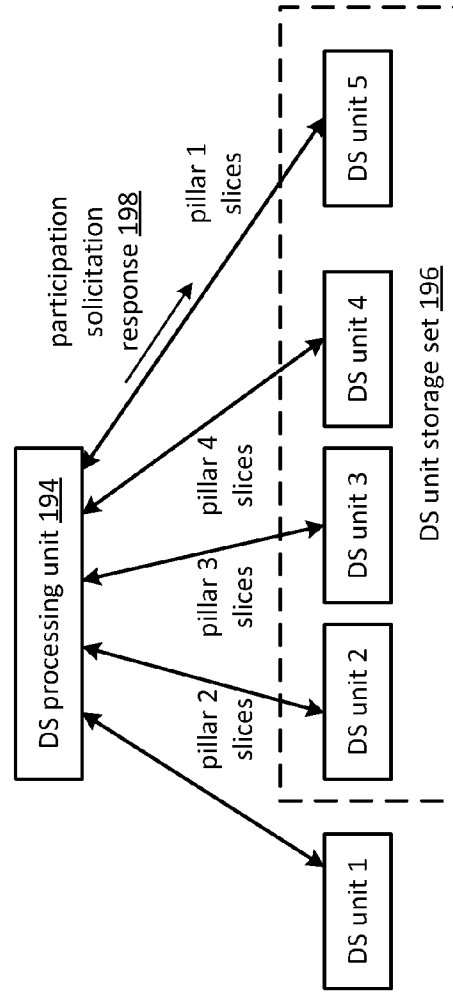 DS processing unit 194
participation
solicitation
response 198
pillar 2
slices
pillar 3
slices
pillar 4
slices
pillar 1
slices
DS unit 1
DS unit 2
DS unit 3
DS unit 4
DS unit 5
DS unit storage set 196